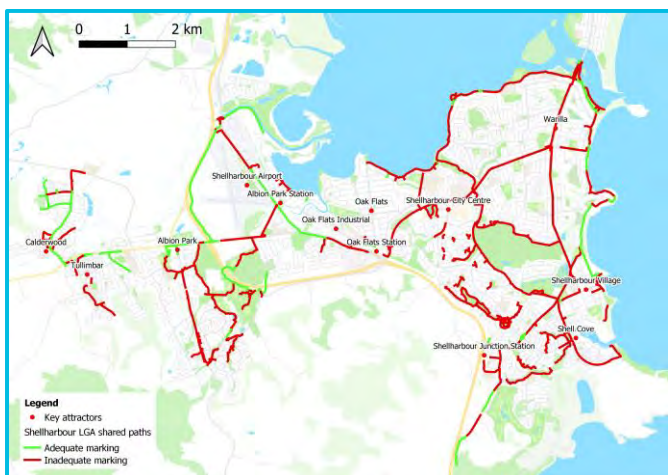 0 1 2 km
Warilla
Shellharbour Airport
Albion Park Station
Oak Flats
Shellharbour City Centre
Oak Flats Industrial
Albion Park
Oak Flats Station
Calderwood
Tullimbar
Shellharbour Village
Shell Cove
Shellharbour Junction Station
Legend
Key attractors
Shellharbour LGA shared paths
Adequate marking
Inadequate marking